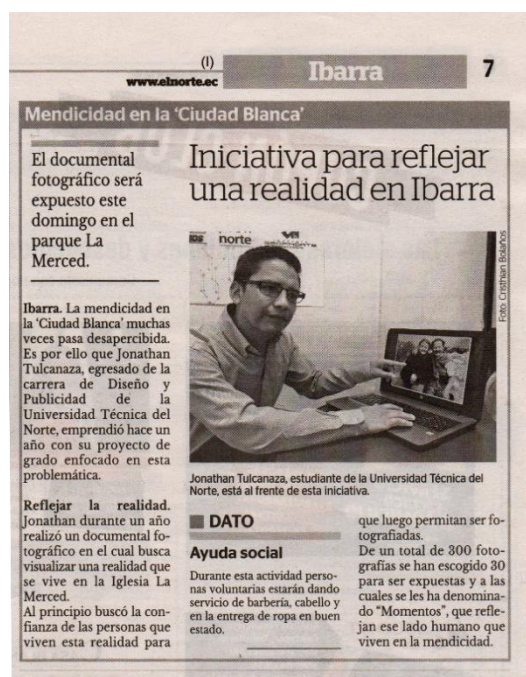 (I)
www.elnorte.ec
Ibarra
7
Mendicidad en la 'Ciudad Blanca'
El documental
fotográfico será
expuesto este
domingo en el
parque La
Merced.
Iniciativa para reflejar
una realidad en Ibarra
norte
Foto: Cristhian Bolaños
Jonathan Tulcanaza, estudiante de la Universidad Técnica del
Norte, está al frente de esta iniciativa.
Ibarra. La mendicidad en
la 'Ciudad Blanca' muchas
veces pasa desapercibida.
Es por ello que Jonathan
Tulcanaza, egresado de la
carrera de Diseño y
Publicidad de la
Universidad Técnica del
Norte, emprendió hace un
año con su proyecto de
grado enfocado en esta
problemática.
Reflejar la realidad.
Jonathan durante un año
realizó un documental fo-
tográfico en el cual busca
visualizar una realidad que
se vive en la Iglesia La
Merced.
Al principio buscó la con-
fianza de las personas que
viven esta realidad para
que luego permitan ser fo-
tografiadas.
De un total de 300 foto-
grafías se han escogido 30
para ser expuestas y a las
cuales se les ha denomina-
do "Momentos", que refle-
jan ese lado humano que
viven en la mendicidad.
DATO
Ayuda social
Durante esta actividad perso-
nas voluntarias estarán dando
servicio de barbería, cabello y
en la entrega de ropa en buen
estado.